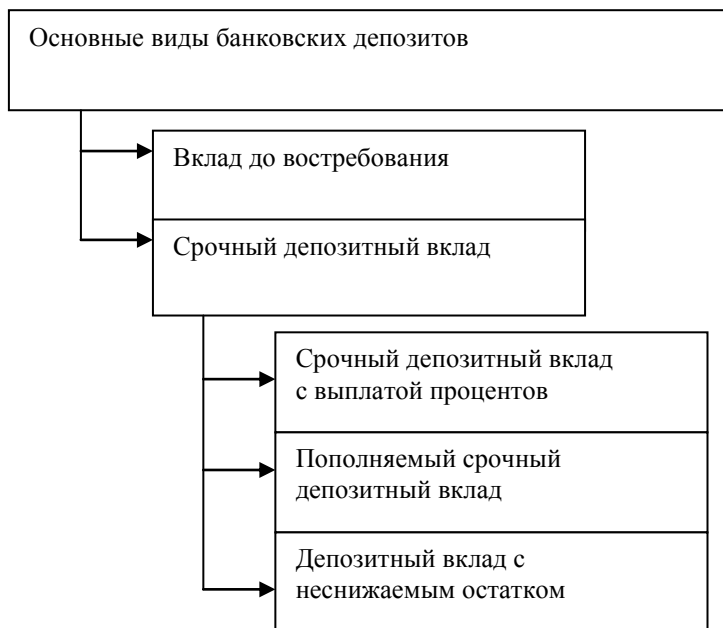 Основные виды банковских депозитов
Вклад до востребования
Срочный депозитный вклад
Срочный депозитный вклад
с выплатой процентов
Пополняемый срочный
депозитный вклад
Депозитный вклад с
неснижаемым остатком